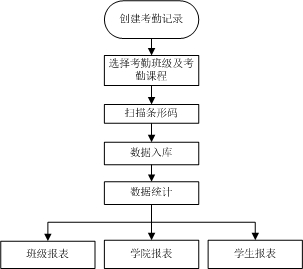 创建考勤记录
选择考勤班级及考
勤课程
扫描条形码
数据入库
数据统计
班级报表
学院报表
学生报表